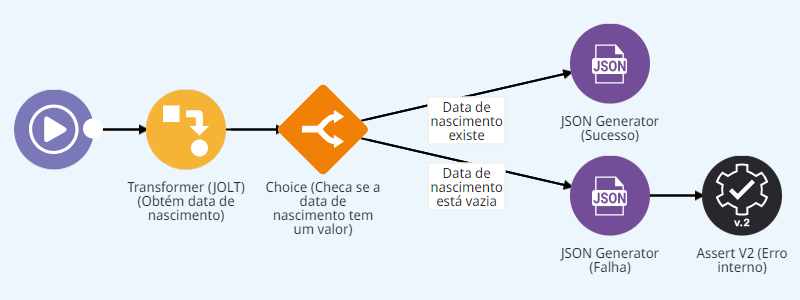 JSON
JSON Generator
(Sucesso)
Data de
nascimento
existe
Transformer (JOLT)
(Obtém data de
nascimento)
Choice (Checa se a
data de
nascimento tem
um valor)
Data de
nascimento
está vazia
JSON
JSON Generator
(Falha)
v.2
Assert V2 (Erro
interno)